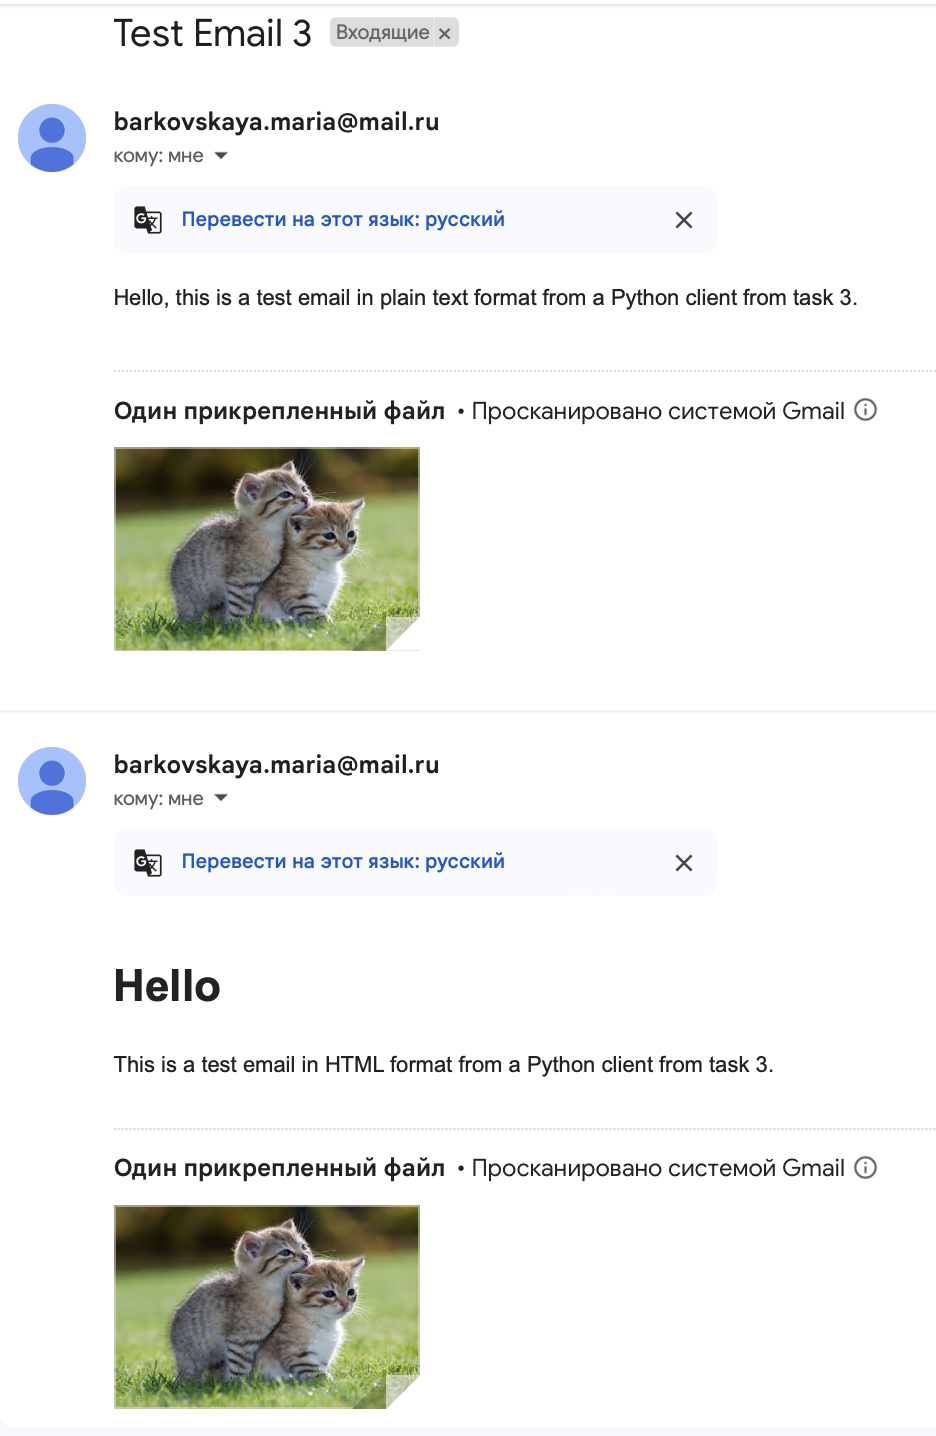 Test Email 3 Входящие ×
barkovskaya.maria@mail.ru
кому: мне
Перевести на этот язык: русский
Hello, this is a test email in plain text format from a Python client from task 3.
Один прикрепленный файл • Просканировано системой Gmail
barkovskaya.maria@mail.ru
кому: мне
Перевести на этот язык: русский
Hello
This is a test email in HTML format from a Python client from task 3.
Один прикрепленный файл • Просканировано системой Gmail